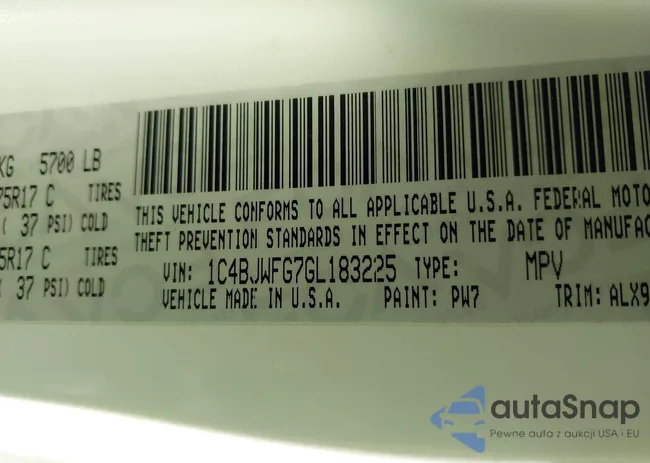 KG 5700 LB
75R17 C TIRES
( 37 PSI) COLD
5R17 C TIRES
( 37 PSI) COLD
THIS VEHICLE CONFORMS TO ALL APPLICABLE U.S.A. FEDERAL MOTO
THEFT PREVENTION STANDARDS IN EFFECT ON THE DATE OF MANUFAC
VIN: 1C4BJWFG7GL183225 TYPE: MPV
VEHICLE MADE IN U.S.A. PAINT: PW7 TRIM: ALX9
autaSnap
Pewne auta z aukcji USA i EU